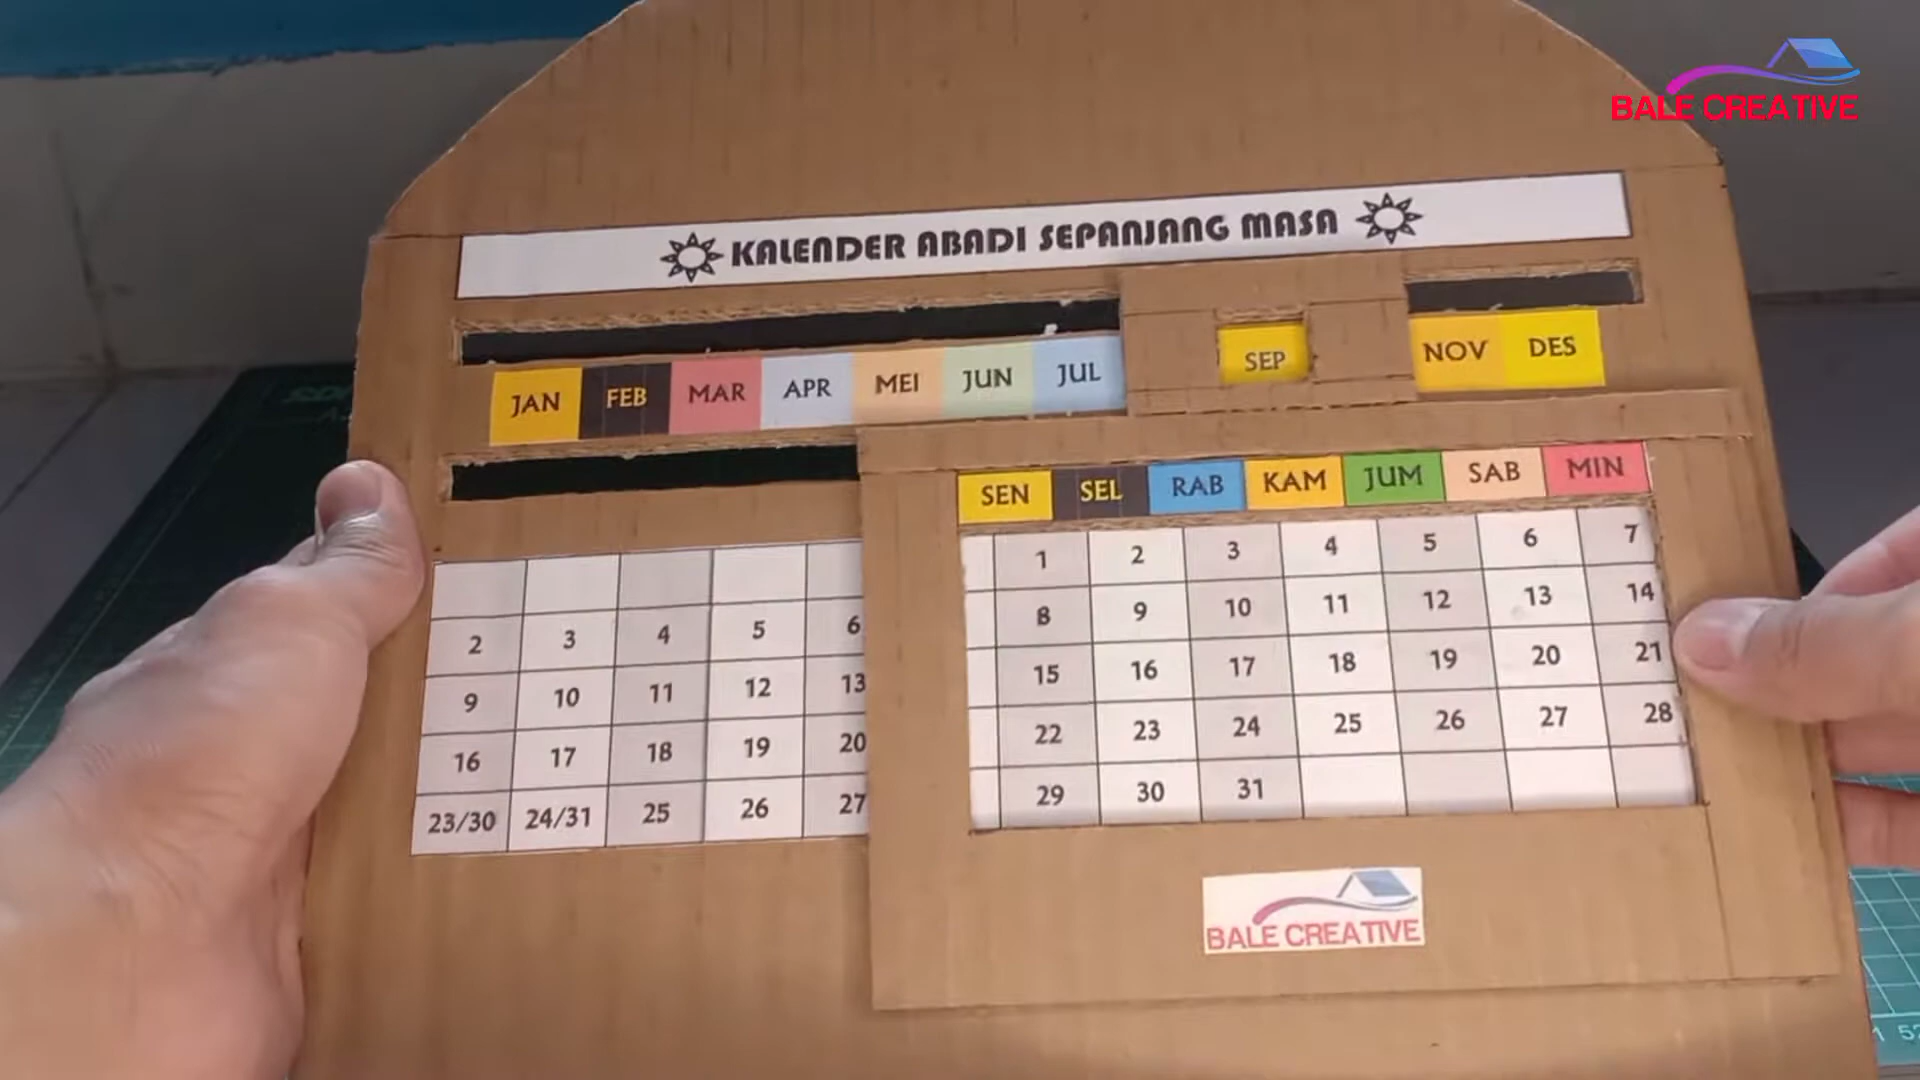 BALE CREATIVE
KALENDER ABADI SEPANJANG MASA
JAN FEB MAR APR MEI JUN JUL SEP NOV DES
SEN SEL RAB KAM JUM SAB MIN
1 2 3 4 5 6 7
2 3 4 5 6 8 9 10 11 12 13 14
9 10 11 12 13 15 16 17 18 19 20 21
16 17 18 19 20 22 23 24 25 26 27 28
23/30 24/31 25 26 27 29 30 31
BALE CREATIVE